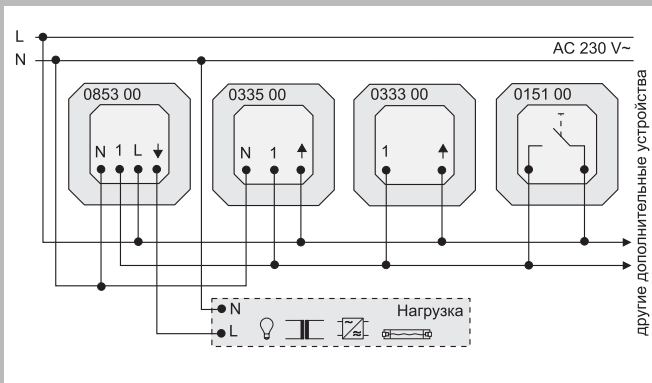 L
AC 230 V~
N
0853 00
0335 00
0333 00
0151 00
N 1 L
N 1
1
другие дополнительные устройства
N
Нагрузка
L